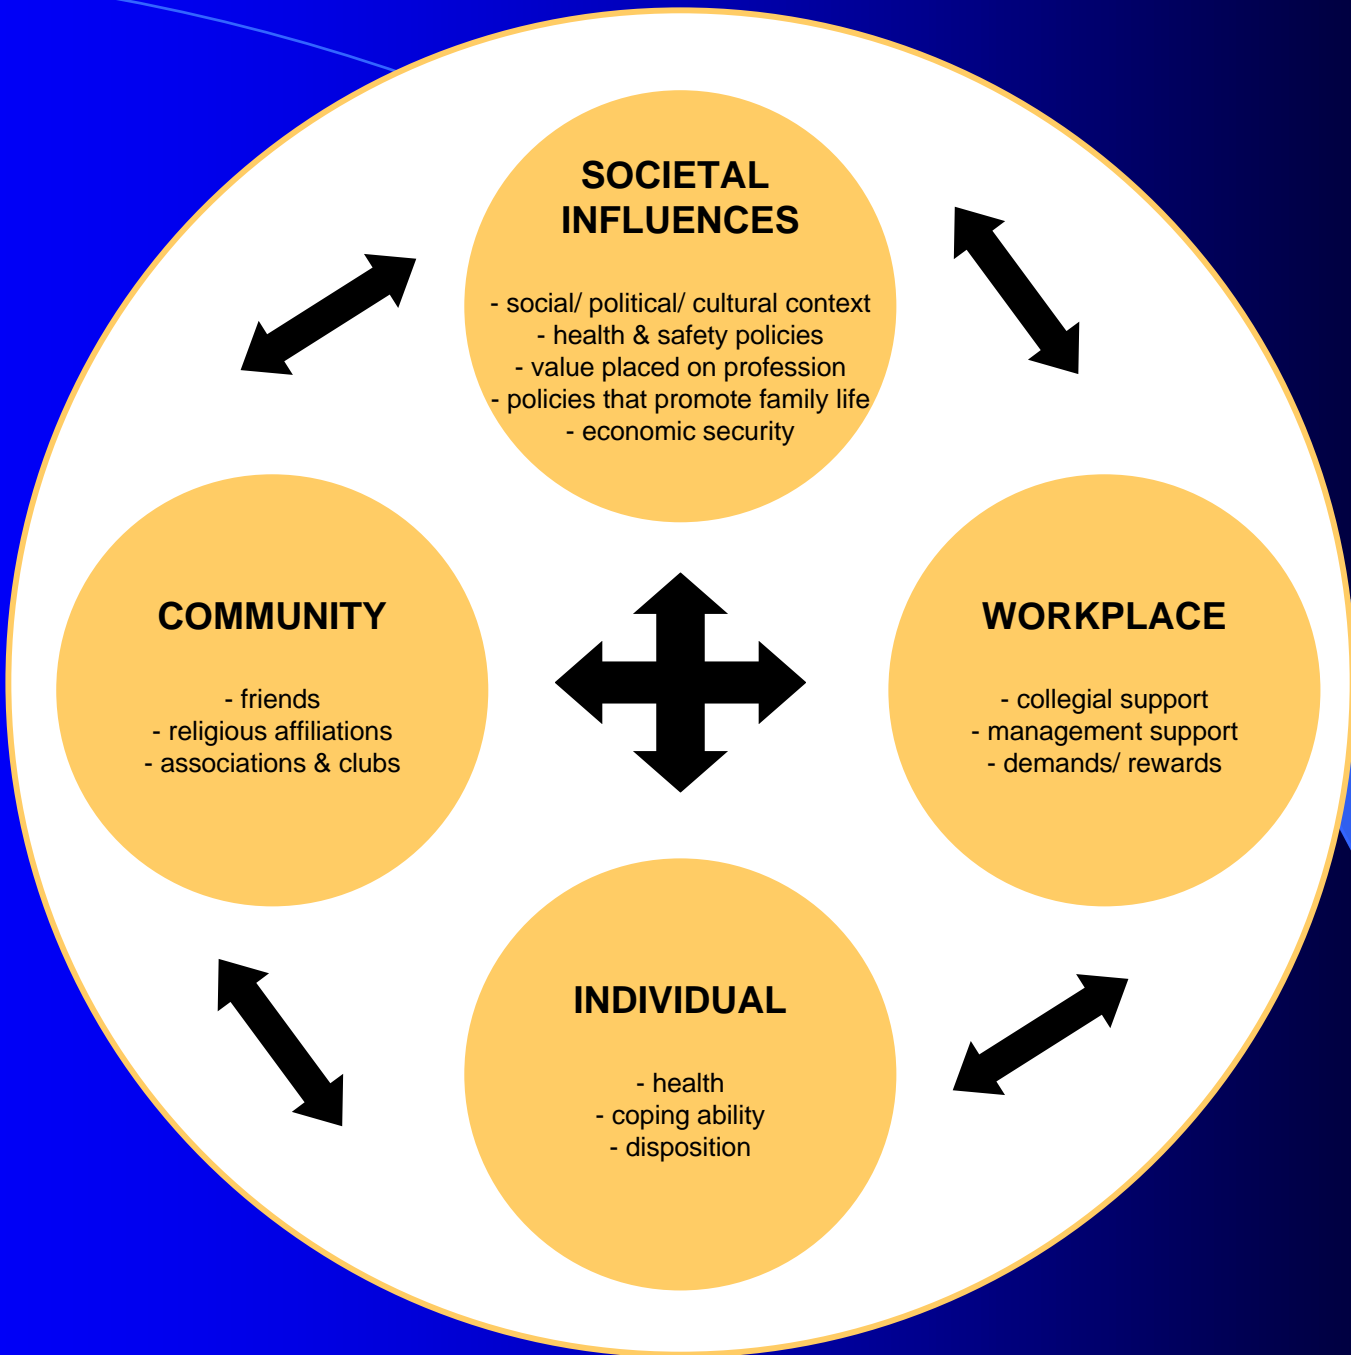 SOCIETAL
INFLUENCES
- social/ political/ cultural context
- health & safety policies
- value placed on profession
- policies that promote family life
- economic security
COMMUNITY
- friends
- religious affiliations
- associations & clubs
WORKPLACE
- collegial support
- management support
- demands/ rewards
INDIVIDUAL
- health
- coping ability
- disposition